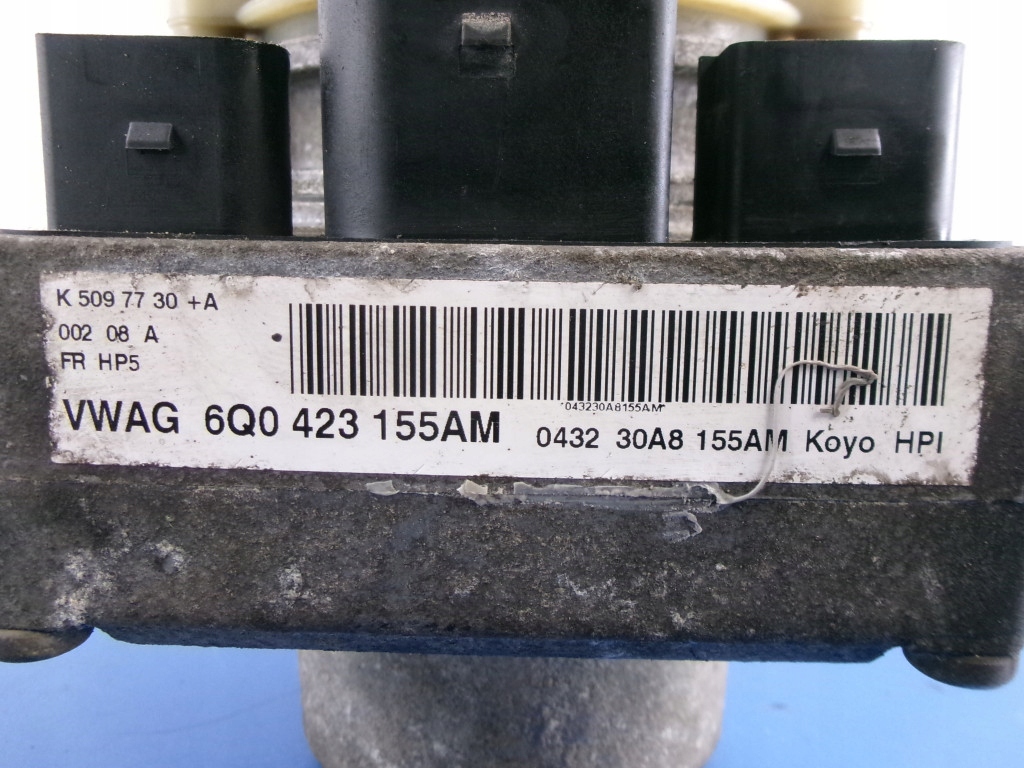 K 509 77 30 +A
002 08 A
FR HP5
*043230A8155AM*
VWAG 6Q0 423 155AM 0432 30A8 155AM Koyo HPI